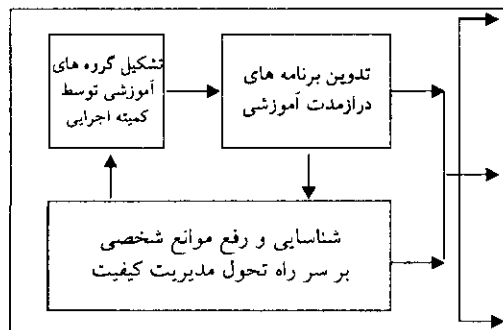 تشکیل گروه های
آموزشی توسط
کمیته اجرایی
تدوین برنامه های
درازمدت آموزشی
شناسایی و رفع موانع شخصی
بر سر راه تحول مدیریت کیفیت